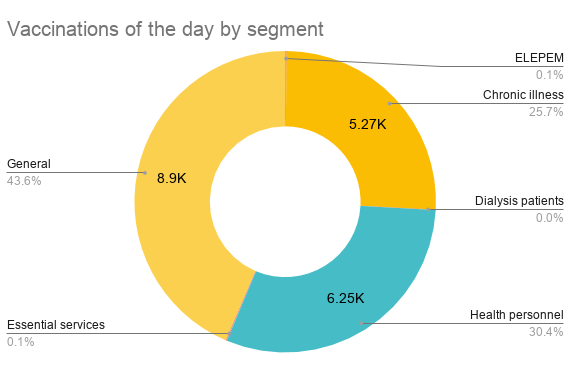 Vaccinations of the day by segment
ELEPEM
0.1%
Chronic illness
25.7%
5.27K
General
43.6%
8.9K
Dialysis patients
0.0%
6.25K
Health personnel
30.4%
Essential services
0.1%